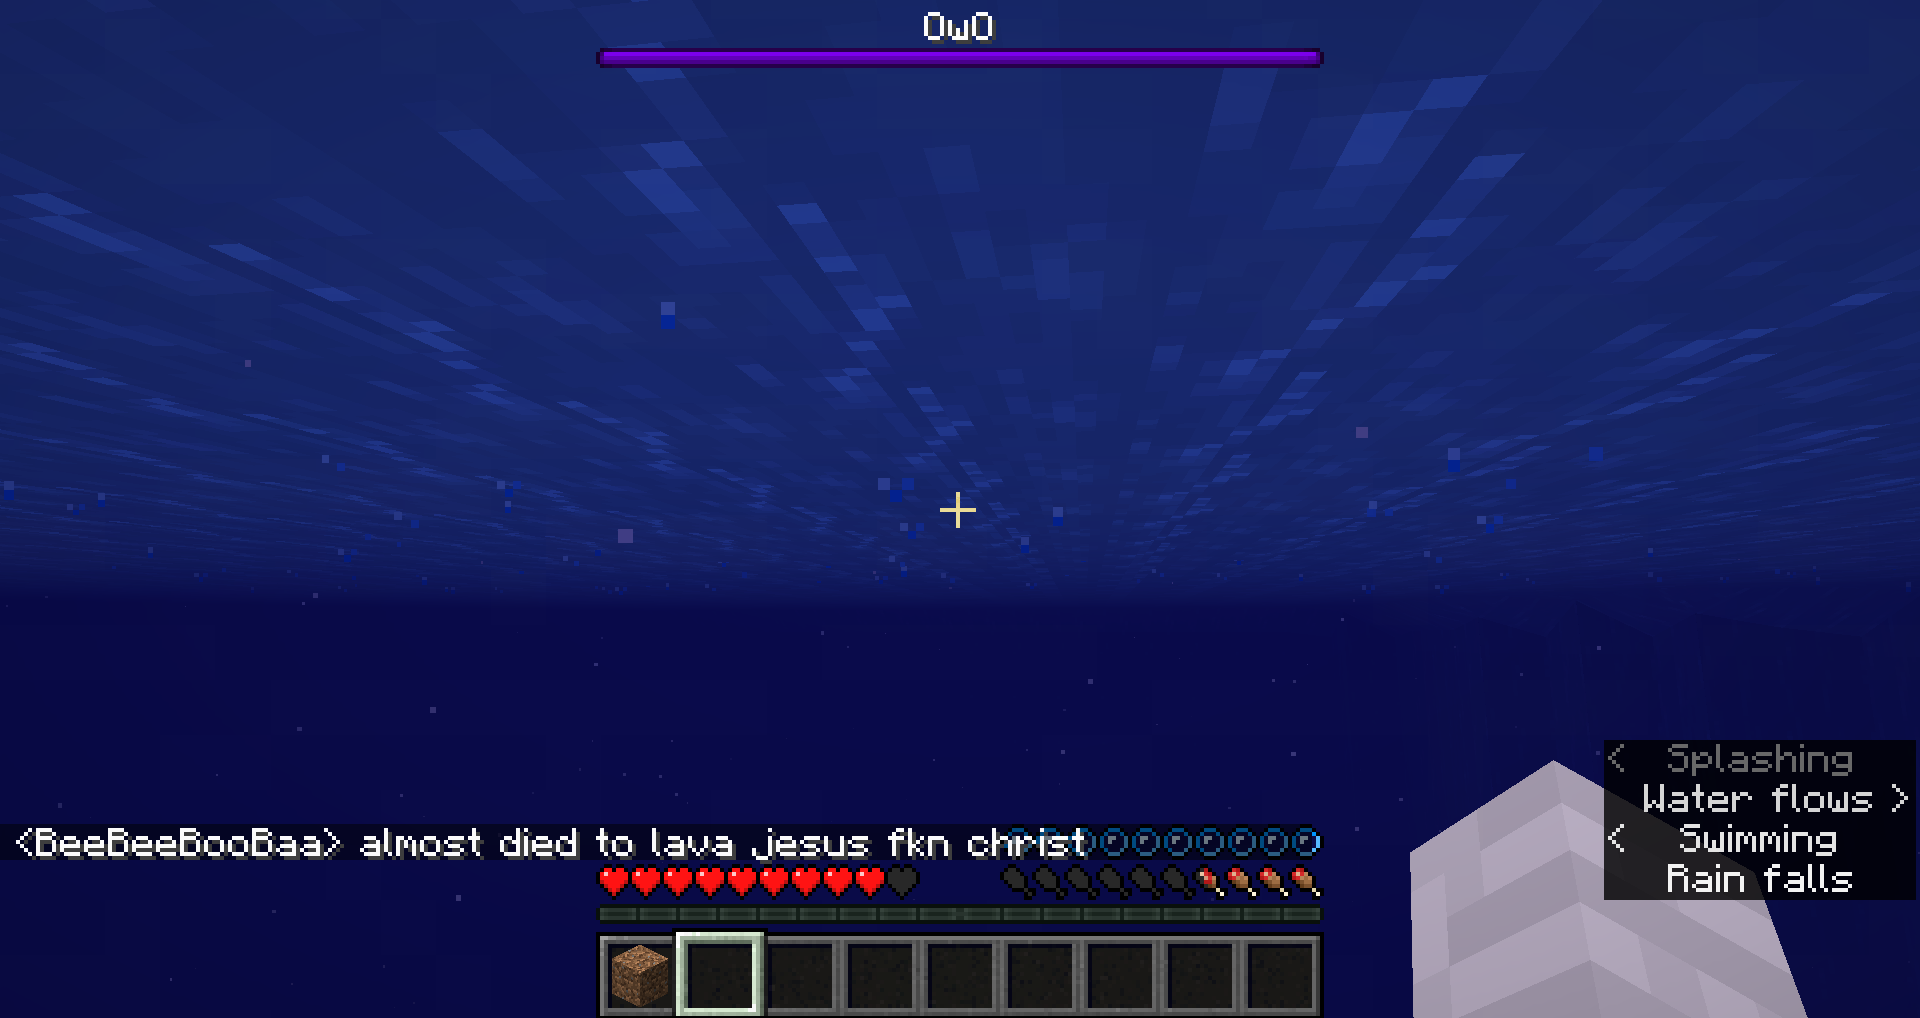 OwO
< Splashing
Water flows >
< Swimming
<BeeBeeBooBaa> almost died to lava jesus fkn christ
Rain falls